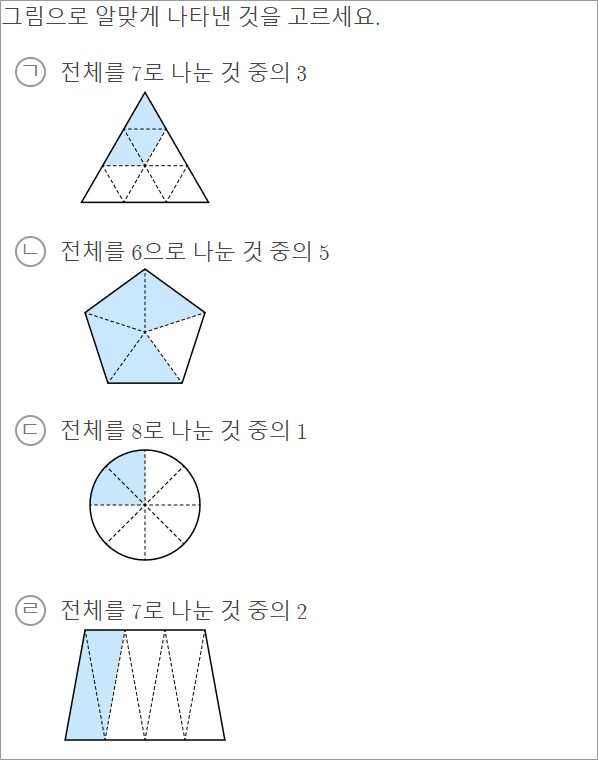 그림으로 알맞게 나타낸 것을 고르세요.
㉠ 전체를 7로 나눈 것 중의 3
㉡ 전체를 6으로 나눈 것 중의 5
㉢ 전체를 8로 나눈 것 중의 1
㉣ 전체를 7로 나눈 것 중의 2